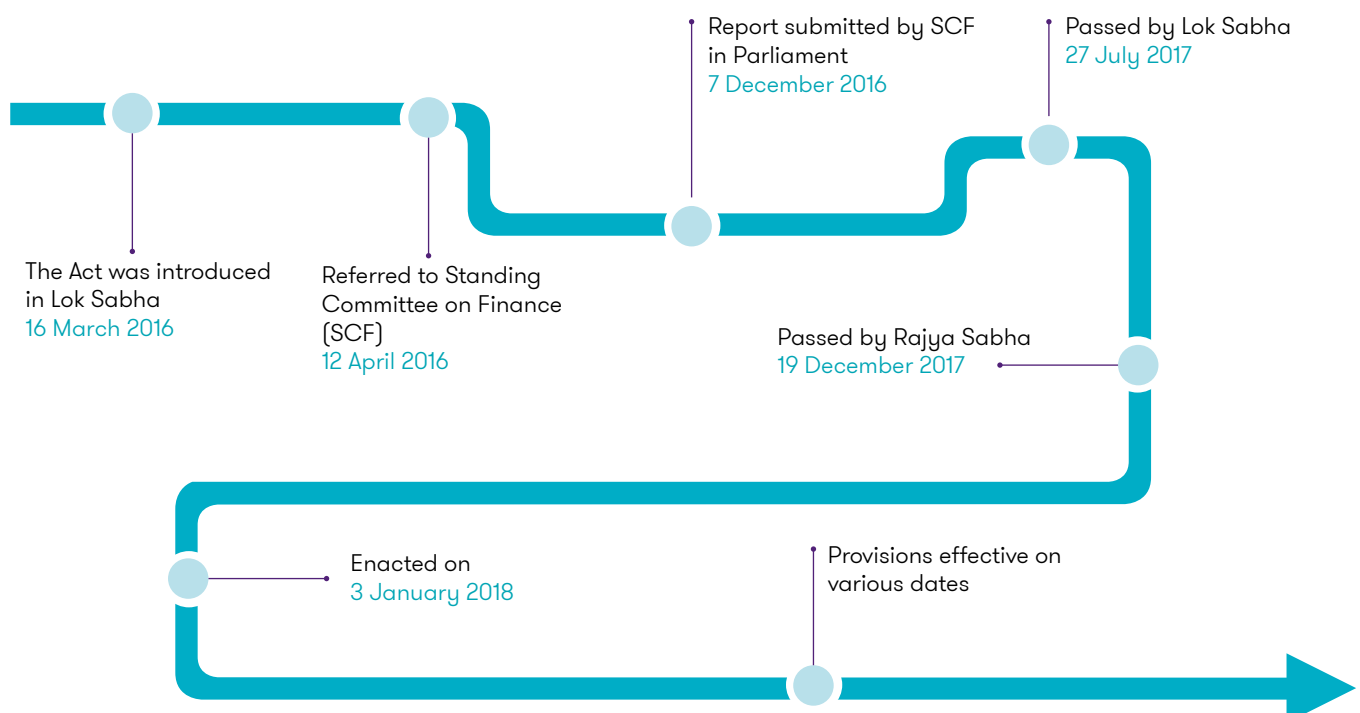 The Act was introduced
in Lok Sabha
16 March 2016
Referred to Standing
Committee on Finance
(SCF)
12 April 2016
Report submitted by SCF
in Parliament
7 December 2016
Passed by Lok Sabha
27 July 2017
Passed by Rajya Sabha
19 December 2017
Enacted on
3 January 2018
Provisions effective on
various dates